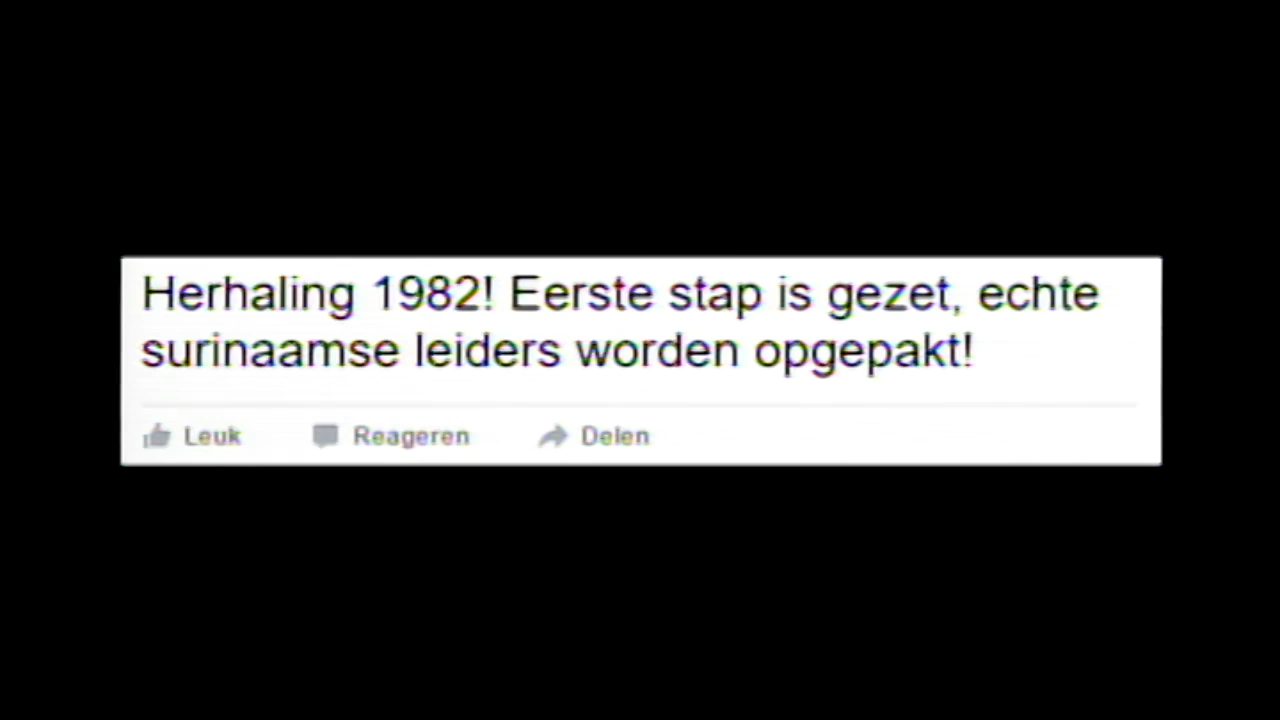 Herhaling 1982! Eerste stap is gezet, echte
surinaamse leiders worden opgepakt!
Leuk Reageren Delen